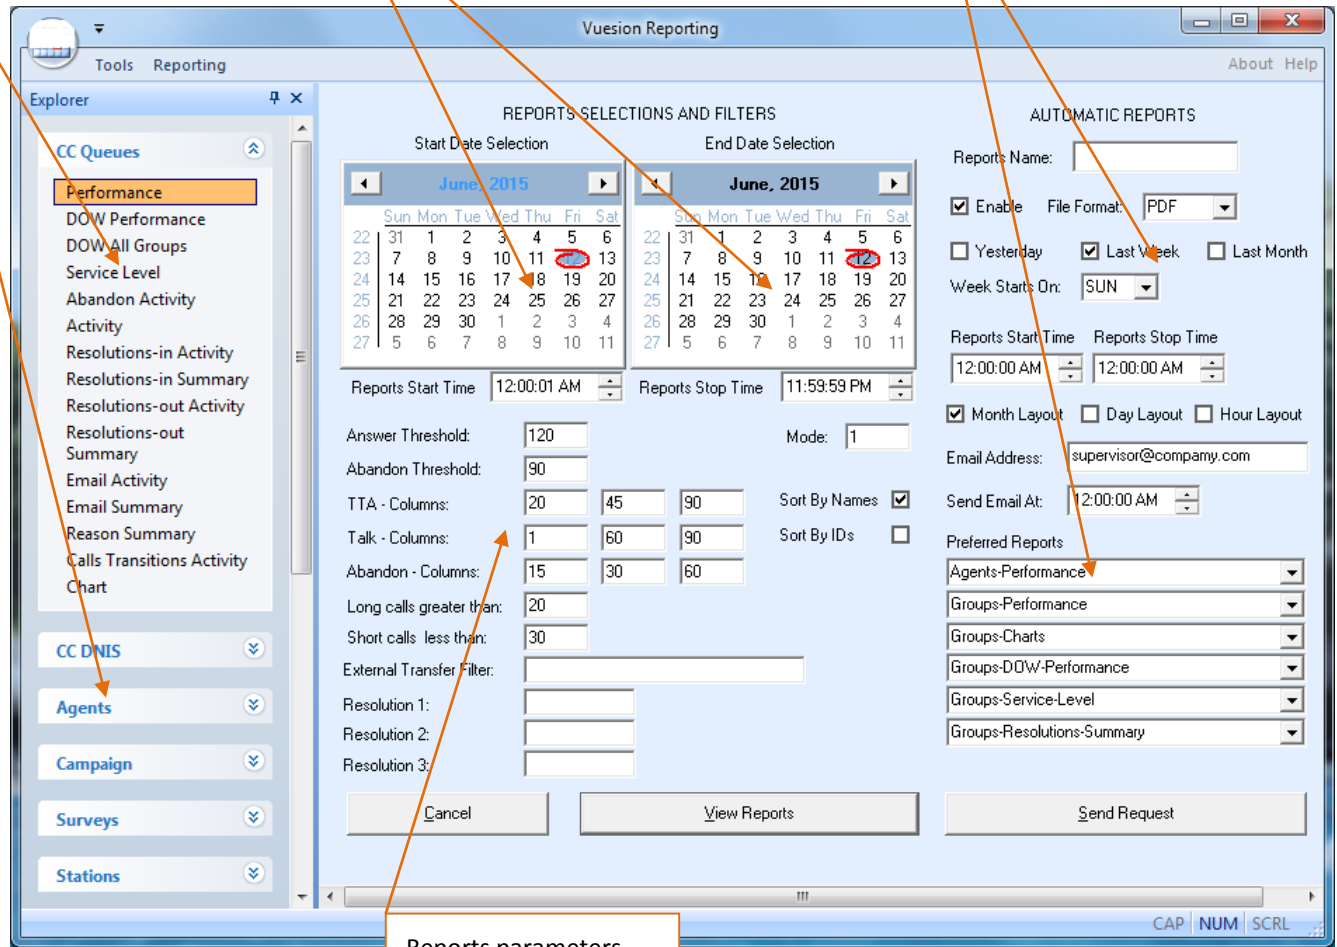 Vuesion Reporting
Tools Reporting
About Help
Explorer
CC Queues
Performance
DOW Performance
DOW All Groups
Service Level
Abandon Activity
Activity
Resolutions-in Activity
Resolutions-in Summary
Resolutions-out Activity
Resolutions-out
Summary
Email Activity
Email Summary
Reason Summary
Calls Transitions Activity
Chart
CC DNIS
Agents
Campaign
Surveys
Stations
REPORTS SELECTIONS AND FILTERS
Start Date Selection
June, 2015
Sun Mon Tue Wed Thu Fri Sat
22 31 1 2 3 4 5 6
23 7 8 9 10 11 12 13
24 14 15 16 17 18 19 20
25 21 22 23 24 25 26 27
26 28 29 30 1 2 3 4
27 5 6 7 8 9 10 11
End Date Selection
June, 2015
Sun Mon Tue Wed Thu Fri Sat
22 31 1 2 3 4 5 6
23 7 8 9 10 11 12 13
24 14 15 16 17 18 19 20
25 21 22 23 24 25 26 27
26 28 29 30 1 2 3 4
27 5 6 7 8 9 10 11
Reports Start Time 12:00:01 AM
Reports Stop Time 11:59:59 PM
Answer Threshold: 120
Mode: 1
Abandon Threshold: 90
TTA - Columns: 20 45 90
Sort By Names
Talk - Columns: 1 60 90
Sort By IDs
Abandon - Columns: 15 30 60
Long calls greater than: 20
Short calls less than: 30
External Transfer Filter:
Resolution 1:
Resolution 2:
Resolution 3:
Cancel
View Reports
AUTOMATIC REPORTS
Reports Name:
Enable File Format: PDF
Yesterday Last Week Last Month
Week Starts On: SUN
Reports Start Time Reports Stop Time
12:00:00 AM 12:00:00 AM
Month Layout Day Layout Hour Layout
Email Address: supervisor@compamy.com
Send Email At: 12:00:00 AM
Preferred Reports
Agents-Performance
Groups-Performance
Groups-Charts
Groups-DOW-Performance
Groups-Service-Level
Groups-Resolutions-Summary
Send Request
CAP NUM SCRL
Reports parameters